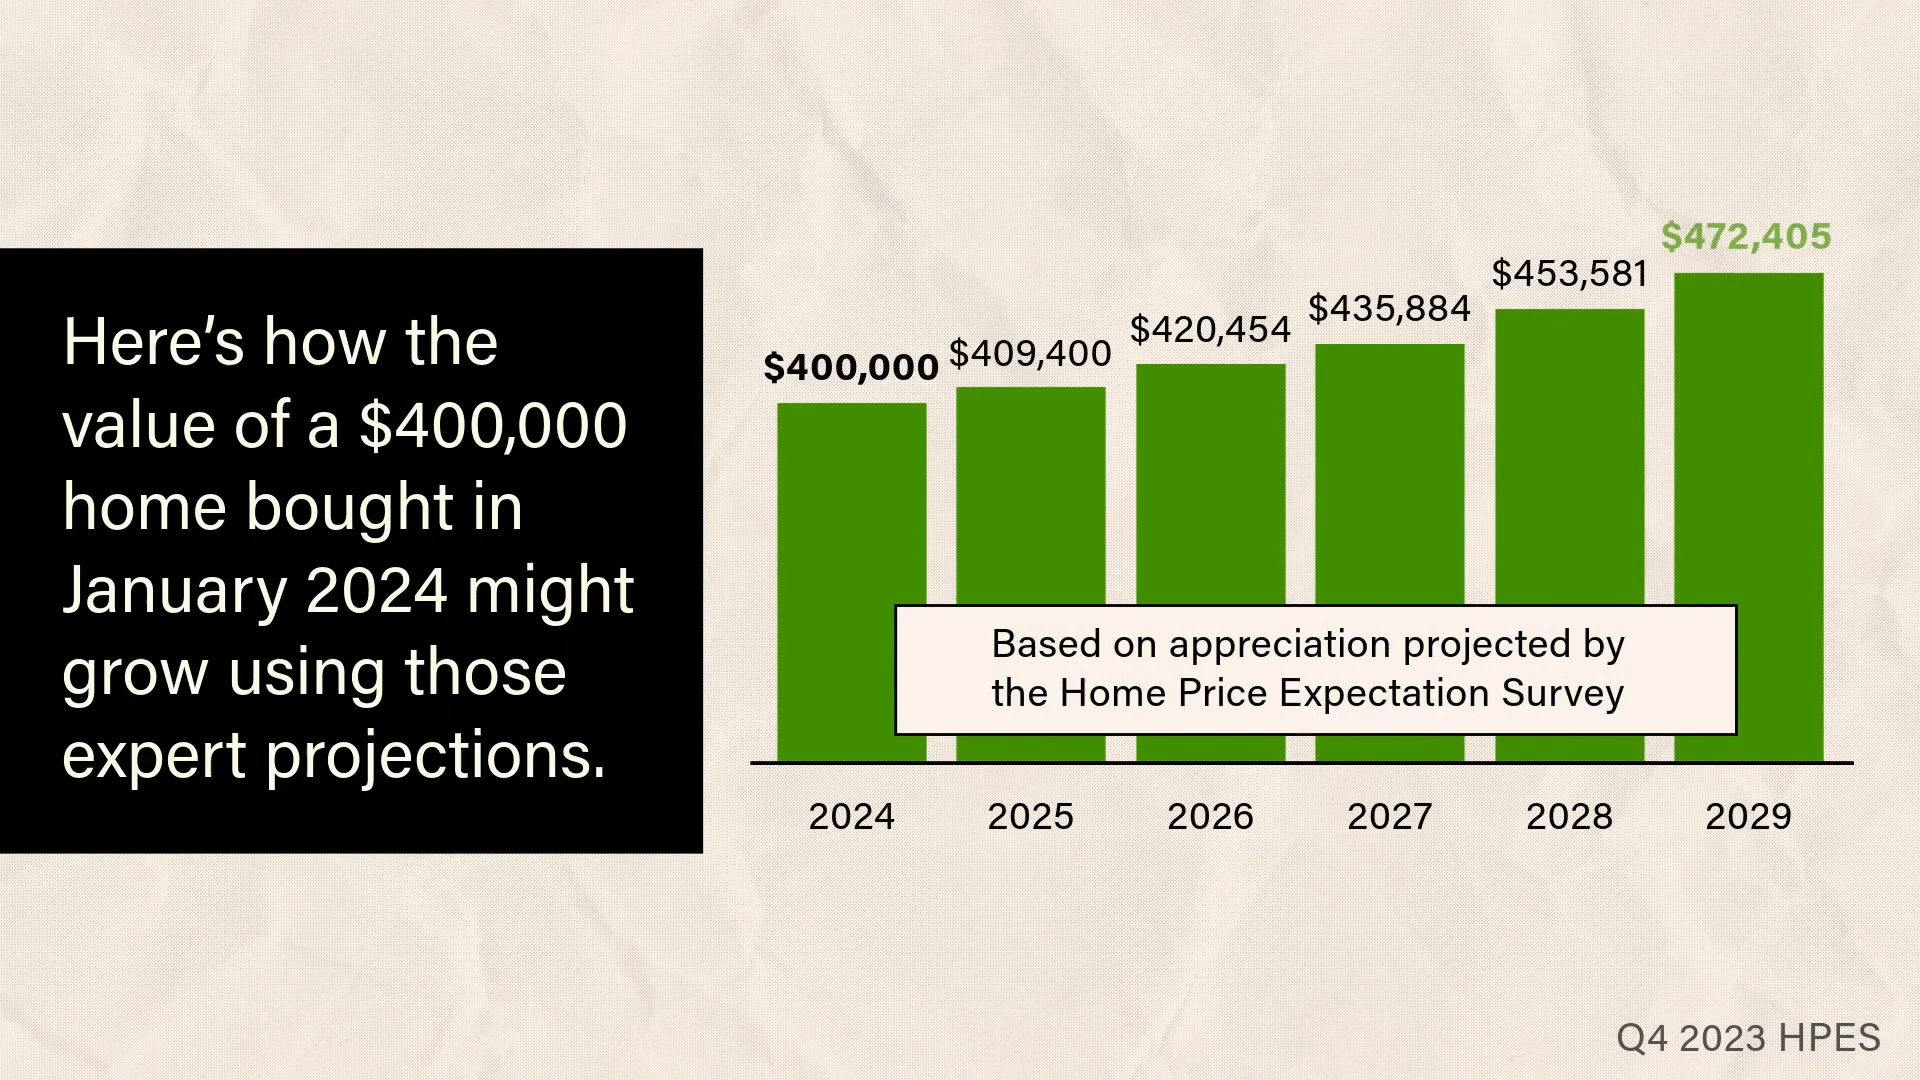 Here’s how the
value of a $400,000
home bought in
January 2024 might
grow using those
expert projections.
$400,000
$409,400
$420,454
$435,884
$453,581
$472,405
Based on appreciation projected by
the Home Price Expectation Survey
2024 2025 2026 2027 2028 2029
Q4 2023 HPES